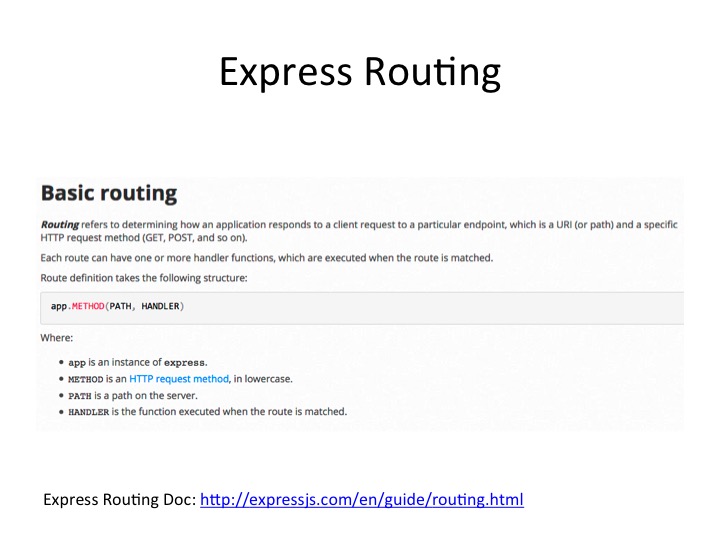 Express Routing
Basic routing
Routing refers to determining how an application responds to a client request to a particular endpoint, which is a URI (or path) and a specific
HTTP request method (GET, POST, and so on).
Each route can have one or more handler functions, which are executed when the route is matched.
Route definition takes the following structure:
app.METHOD(PATH, HANDLER)
Where:
• app is an instance of express.
• METHOD is an HTTP request method, in lowercase.
• PATH is a path on the server.
• HANDLER is the function executed when the route is matched.
Express Routing Doc: http://expressjs.com/en/guide/routing.html